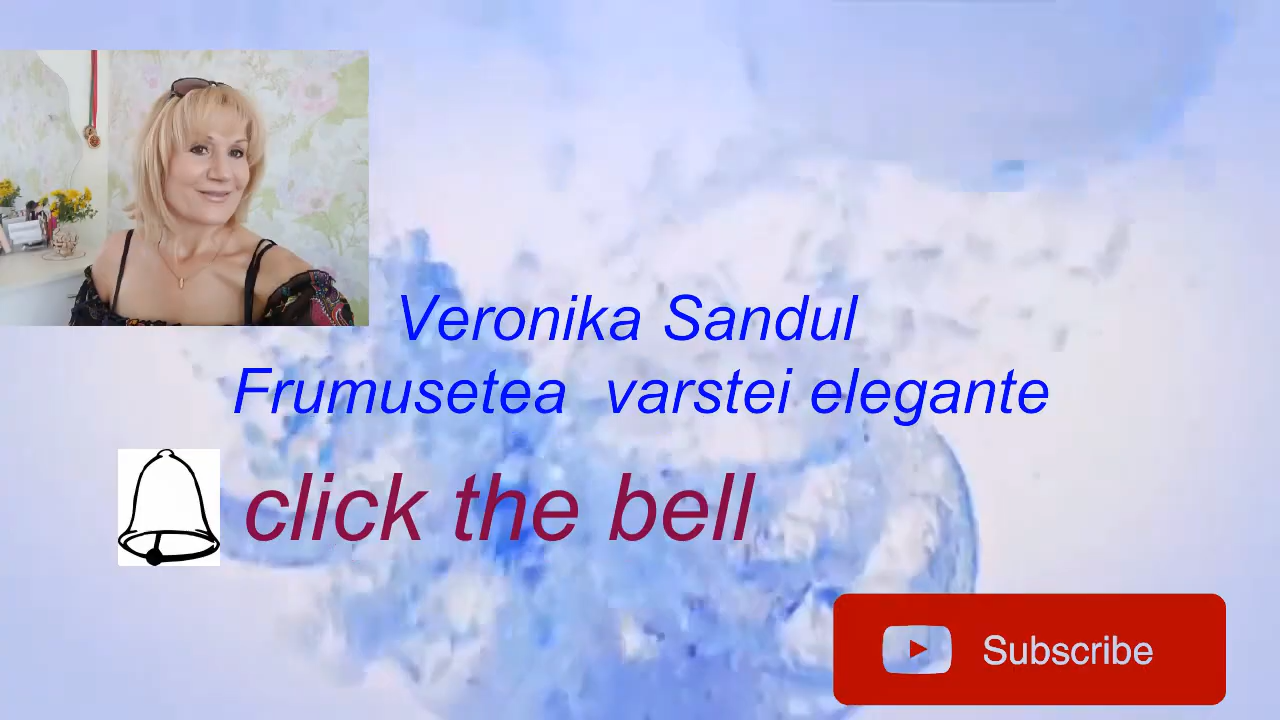 Veronika Sandul
Frumusetea varstei elegante
click the bell
Subscribe